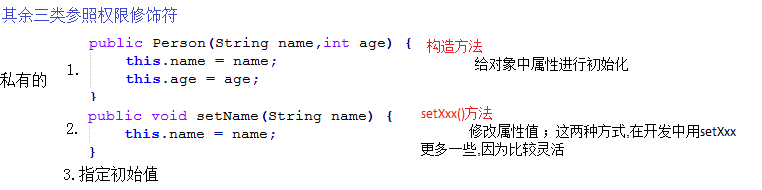 其余三类参照权限修饰符
public Person(String name,int age) { 构造方法
私有的 1. this.name = name; 给对象中属性进行初始化
this.age = age;
}
public void setName(String name) { setXxx()方法
2. this.name = name; 修改属性值；这两种方式,在开发中用setXxx
} 更多一些,因为比较灵活
3.指定初始值